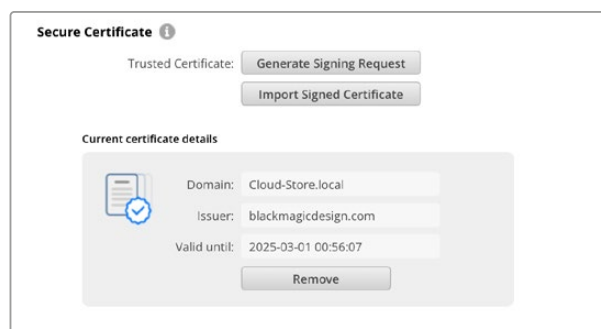 Secure Certificate i
Trusted Certificate: Generate Signing Request
Import Signed Certificate
Current certificate details
Domain: Cloud-Store.local
Issuer: blackmagicdesign.com
Valid until: 2025-03-01 00:56:07
Remove